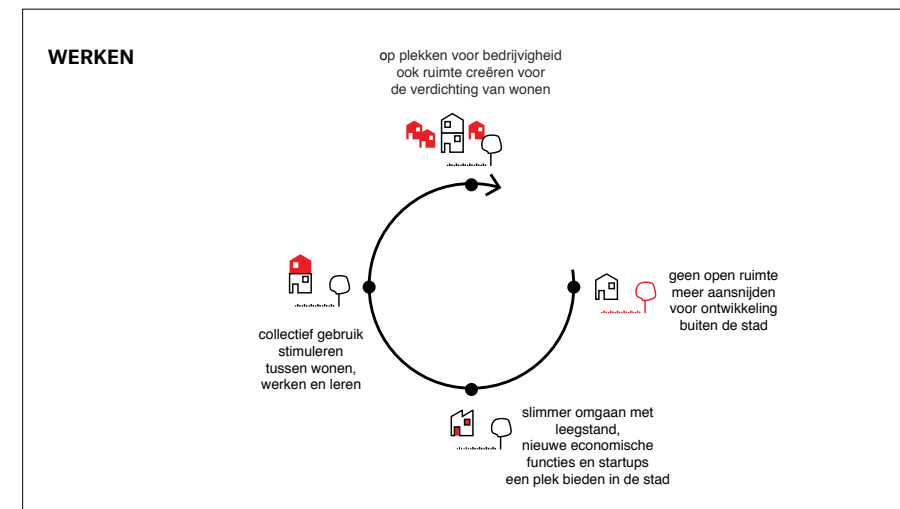 WERKEN
op plekken voor bedrijvigheid
ook ruimte creëren voor
de verdichting van wonen
geen open ruimte
meer aansnijden
voor ontwikkeling
buiten de stad
collectief gebruik
stimuleren
tussen wonen,
werken en leren
slimmer omgaan met
leegstand,
nieuwe economische
functies en startups
een plek bieden in de stad